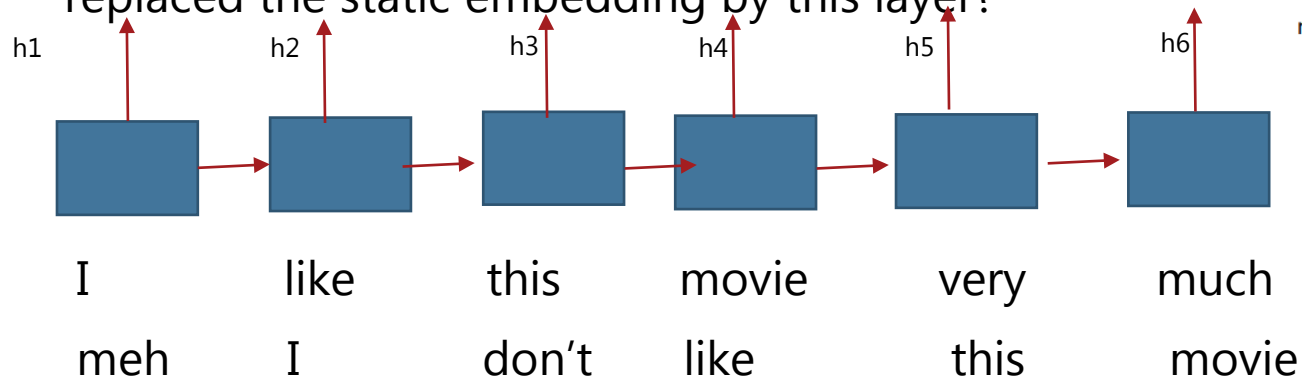 replaced the static embedding by this layer?
h1 h2 h3 h4 h5 h6
I like this movie very much
meh I don't like this movie